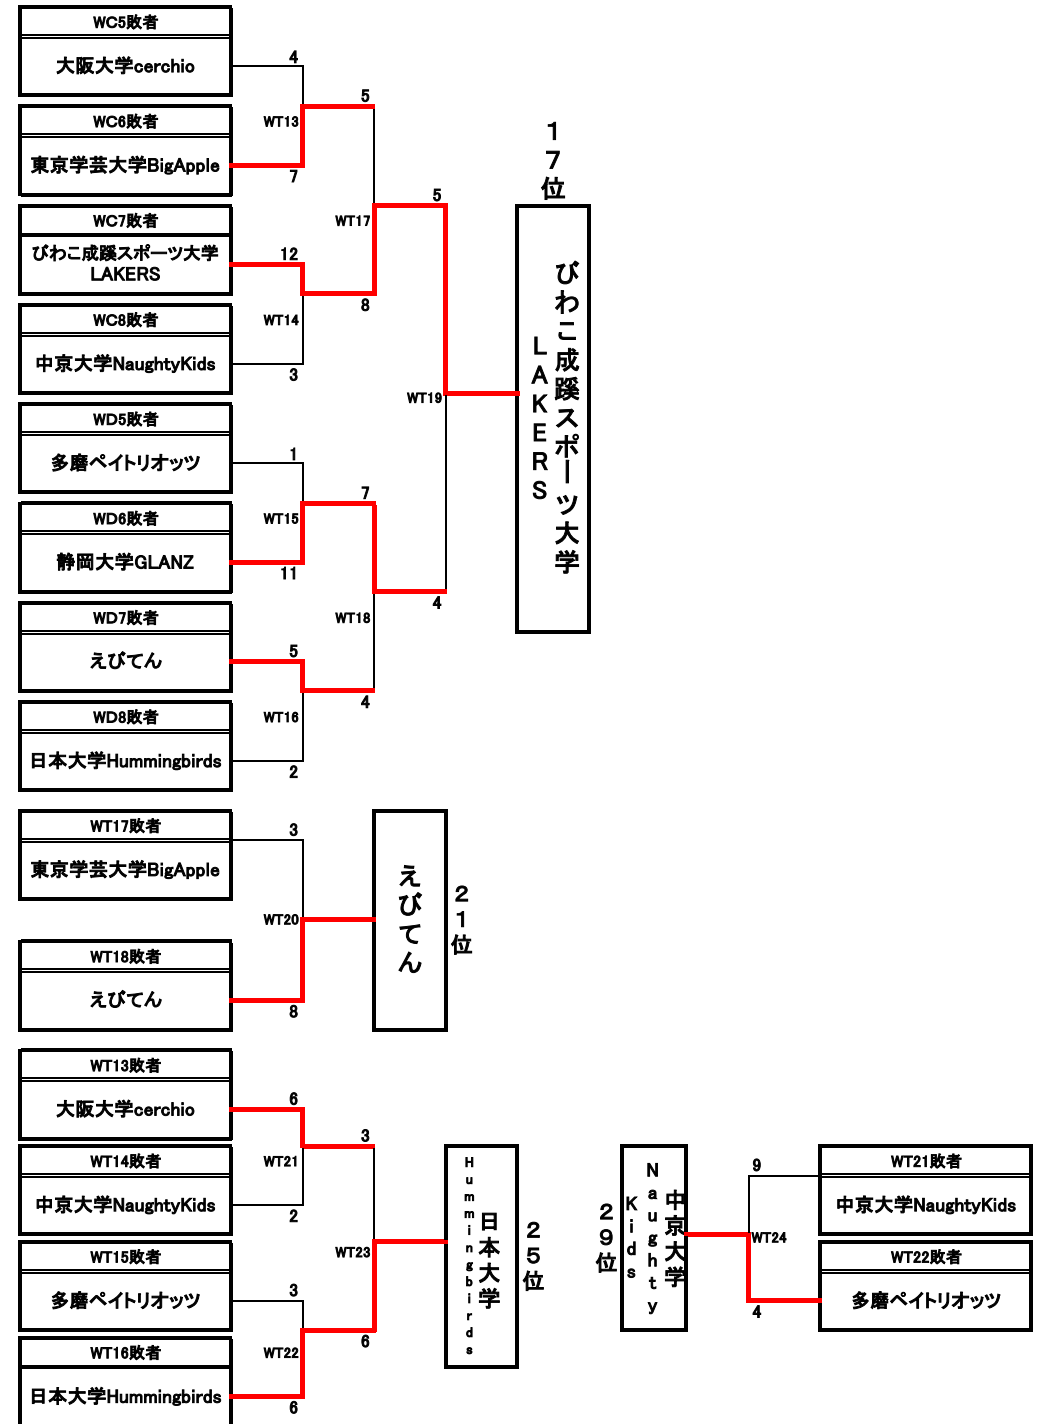 WC5敗者
大阪大学cerchio
4
5
WC6敗者
WT13
東京学芸大学BigApple
7
17位
WC7敗者
WT17
5
びわこ成蹊スポーツ大学
LAKERS
12
8
WC8敗者
WT14
中京大学NaughtyKids
3
びわこ成蹊スポーツ大学
LAKERS
WT19
WD5敗者
多磨ペイトリオッツ
1
7
WD6敗者
WT15
静岡大学GLANZ
11
4
WD7敗者
WT18
えびてん
5
4
WD8敗者
WT16
日本大学Hummingbirds
2
WT17敗者
3
東京学芸大学BigApple
WT20
えびてん
21位
WT18敗者
えびてん
8
WT13敗者
大阪大学cerchio
6
3
WT14敗者
WT21
中京大学NaughtyKids
2
WT15敗者
WT23
多磨ペイトリオッツ
3
6
WT16敗者
WT22
日本大学Hummingbirds
6
日本大学
Hummingbirds
25位
29位
中京大学
Naughty
Kids
9
WT21敗者
中京大学NaughtyKids
WT24
WT22敗者
多磨ペイトリオッツ
4